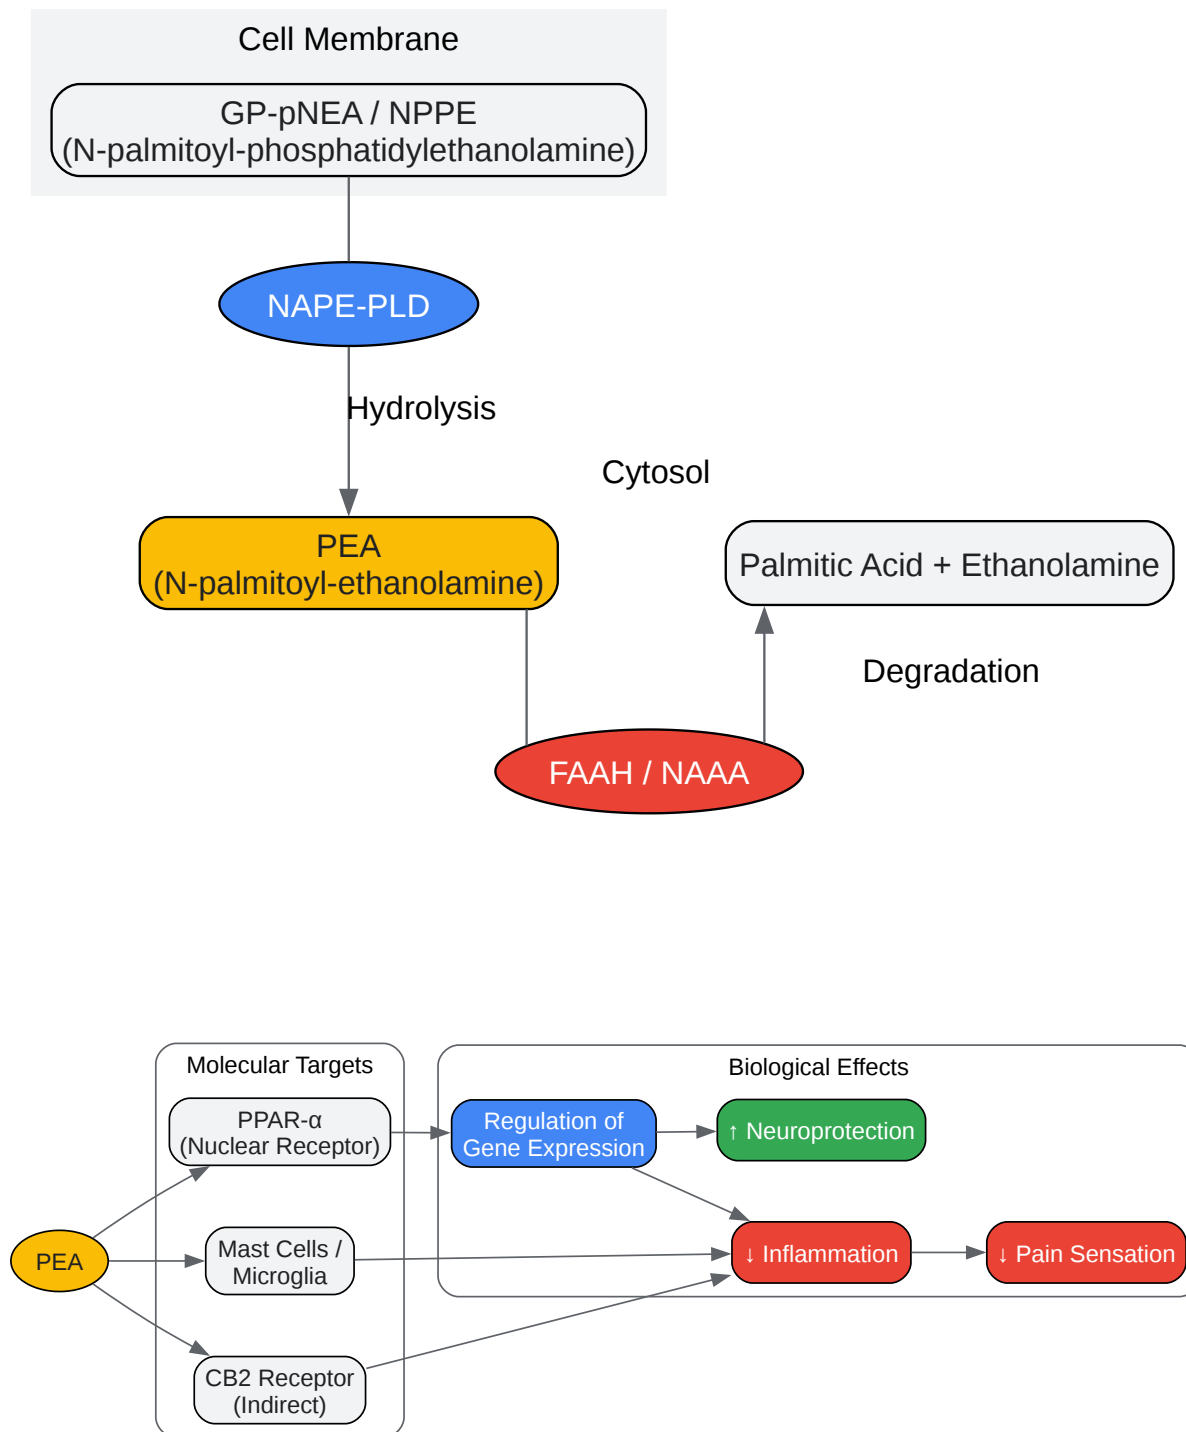 Cell Membrane
GP-pNEA / NPPE
(N-palmitoyl-phosphatidylethanolamine)
NAPE-PLD
Hydrolysis
Cytosol
PEA
(N-palmitoyl-ethanolamine)
Palmitic Acid + Ethanolamine
Degradation
FAAH / NAAA
Molecular Targets
Biological Effects
PPAR-α
(Nuclear Receptor)
Regulation of
Gene Expression
↑ Neuroprotection
PEA
Mast Cells /
Microglia
↓ Inflammation
↓ Pain Sensation
CB2 Receptor
(Indirect)